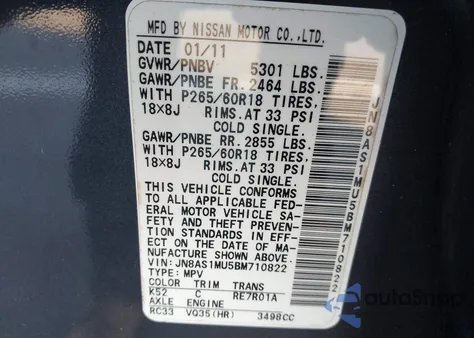 MFD BY NISSAN MOTOR CO.,LTD.
DATE 01/11
GVWR/PNBV 5301 LBS.
GAWR/PNBE FR. 2464 LBS.
WITH P265/60R18 TIRES,
18×8J RIMS.AT 33 PSI
COLD SINGLE.
GAWR/PNBE RR. 2855 LBS.
WITH P265/60R18 TIRES,
18×8J RIMS.AT 33 PSI
COLD SINGLE.
THIS VEHICLE CONFORMS
TO ALL APPLICABLE FED-
ERAL MOTOR VEHICLE SA-
FETY AND THEFT PREVEN-
TION STANDARDS IN EFF-
ECT ON THE DATE OF MA-
NUFACTURE SHOWN ABOVE.
VIN:JN8AS1MU5BM710822
TYPE: MPV
COLOR TRIM TRANS
K52 C RE7R01A
AXLE ENGINE
RC33 VQ35(HR) 3498CC
JN8AS1MU5BM710822
AutoSnap